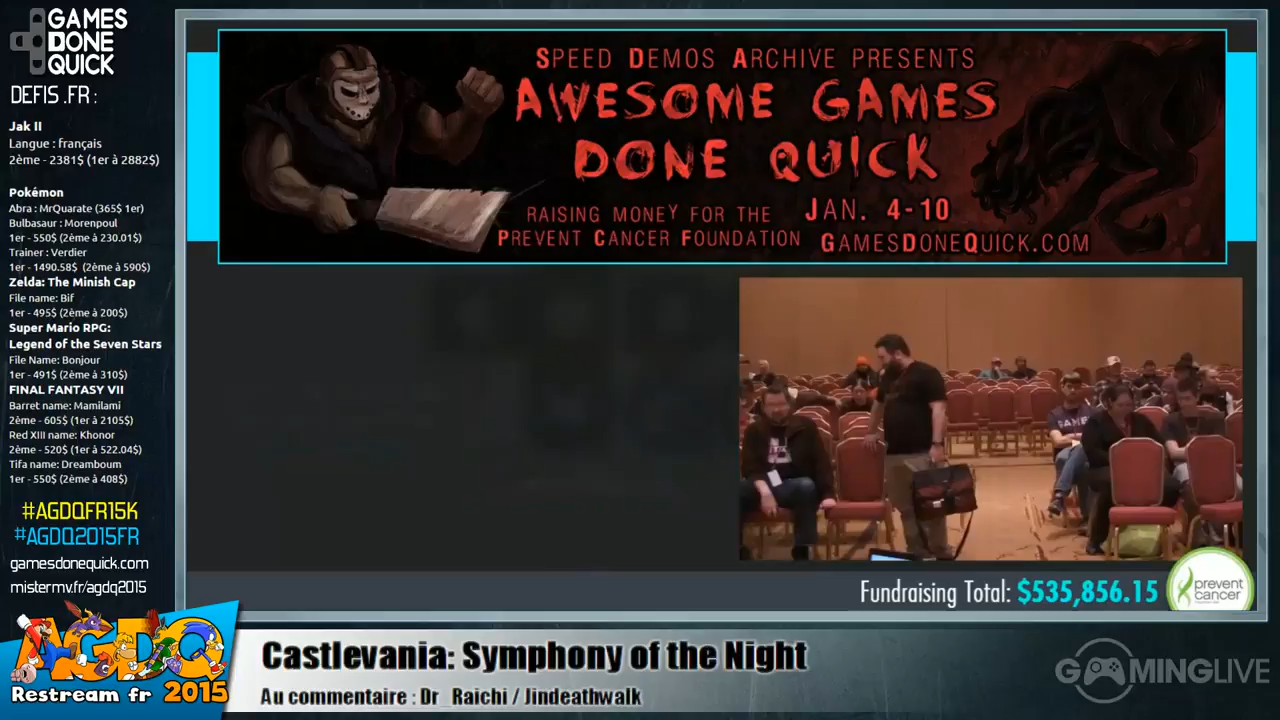 GAMES
DONE
QUICK
DEFIS .FR :
Jak II
Langue : français
2ème - 2381$ (1er à 2882$)
Pokémon
Abra : MrQuarate (365$ 1er)
Bulbasaur : Morenpoul
1er - 550$ (2ème à 230.01$)
Trainer : Verdier
1er - 1490.58$ (2ème à 590$)
Zelda: The Minish Cap
File name: Bif
1er - 495$ (2ème à 200$)
Super Mario RPG:
Legend of the Seven Stars
File Name: Bonjour
1er - 491$ (2ème à 310$)
FINAL FANTASY VII
Barret name: Mamilami
2ème - 605$ (1er à 2105$)
Red XIII name: Khonor
2ème - 520$ (1er à 522.04$)
Tifa name: Dreamboum
1er - 550$ (2ème à 408$)
#AGDQFR15K
#AGDQ2015FR
gamesdonequick.com
mistermv.fr/agdq2015
AGDQ
Restream fr 2015
SPEED DEMOS ARCHIVE PRESENTS
AWESOME GAMES
DONE QUICK
RAISING MONEY FOR THE
PREVENT CANCER FOUNDATION
JAN. 4-10
GAMESDONEQUICK.COM
Fundraising Total: $535,856.15
prevent
cancer
Castlevania: Symphony of the Night
Au commentaire : Dr_Raichi / Jindeathwalk
GAMINGLIVE